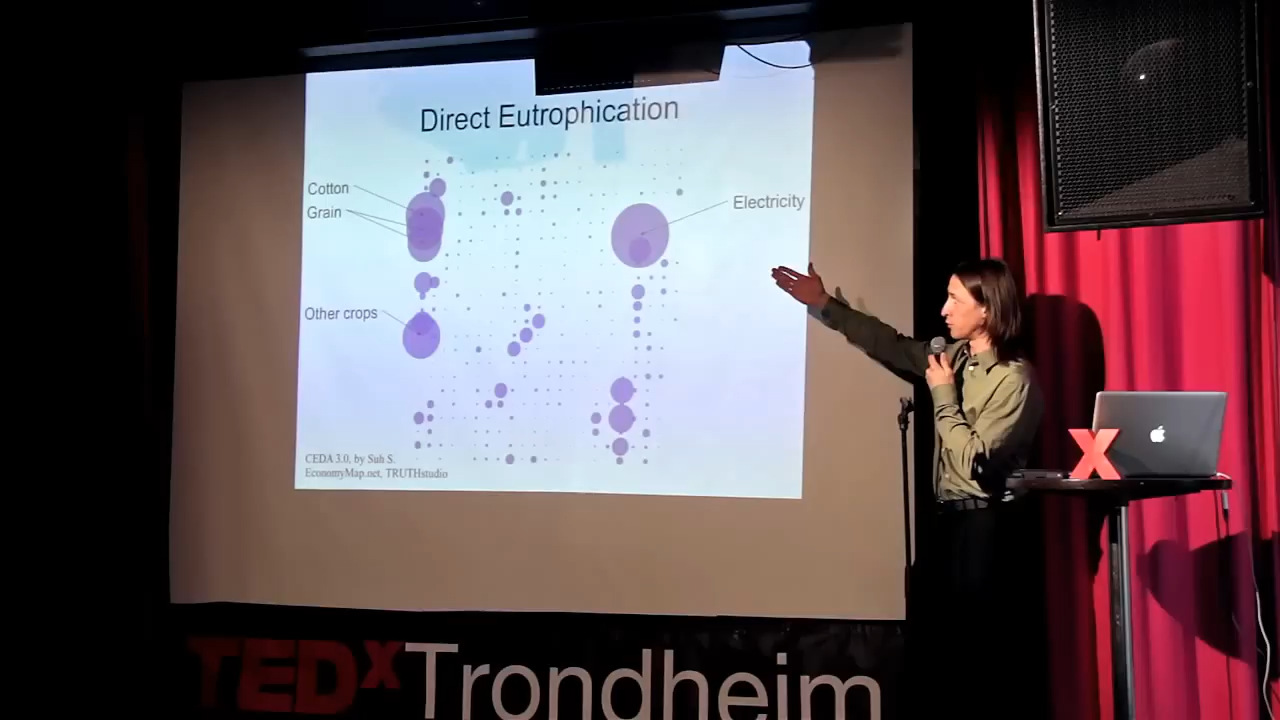 Direct Eutrophication
Cotton
Grain
Electricity
Other crops
CEDA 3.0, by Suh S.
EconomyMap.net, TRUTHstudio
X
TEDxTrondheim